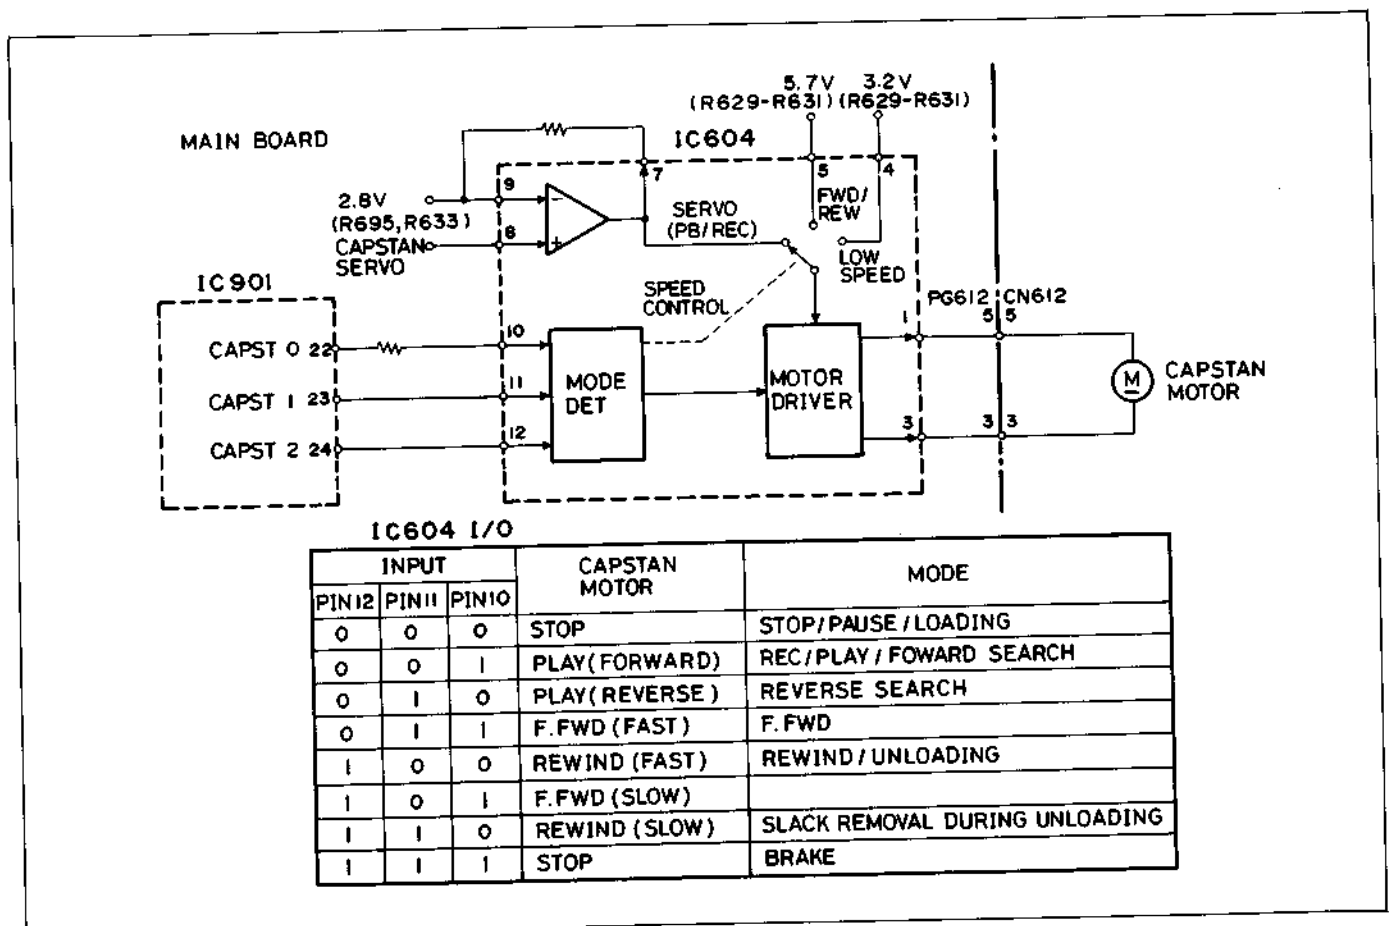 MAIN BOARD
5.7V 3.2V
(R629-R631) (R629-R631)
IC604
7
5
4
9
2.8V
(R695,R633)
8
CAPSTAN
SERVO
-
+
SERVO
(PB/REC)
FWD/
REW
LOW
SPEED
SPEED
CONTROL
IC901
CAPST 0 22
CAPST 1 23
CAPST 2 24
10
11
12
MODE
DET
MOTOR
DRIVER
1
3
PG612 CN612
5 5
3 3
M
CAPSTAN
MOTOR
IC604 I/O
INPUT CAPSTAN MOTOR MODE
PIN12 PIN11 PIN10
0 0 0 STOP STOP/PAUSE/LOADING
0 0 1 PLAY(FORWARD) REC/PLAY/FOWARD SEARCH
0 1 0 PLAY(REVERSE) REVERSE SEARCH
0 1 1 F.FWD(FAST) F.FWD
1 0 0 REWIND(FAST) REWIND/UNLOADING
1 0 1 F.FWD(SLOW)
1 1 0 REWIND(SLOW) SLACK REMOVAL DURING UNLOADING
1 1 1 STOP BRAKE